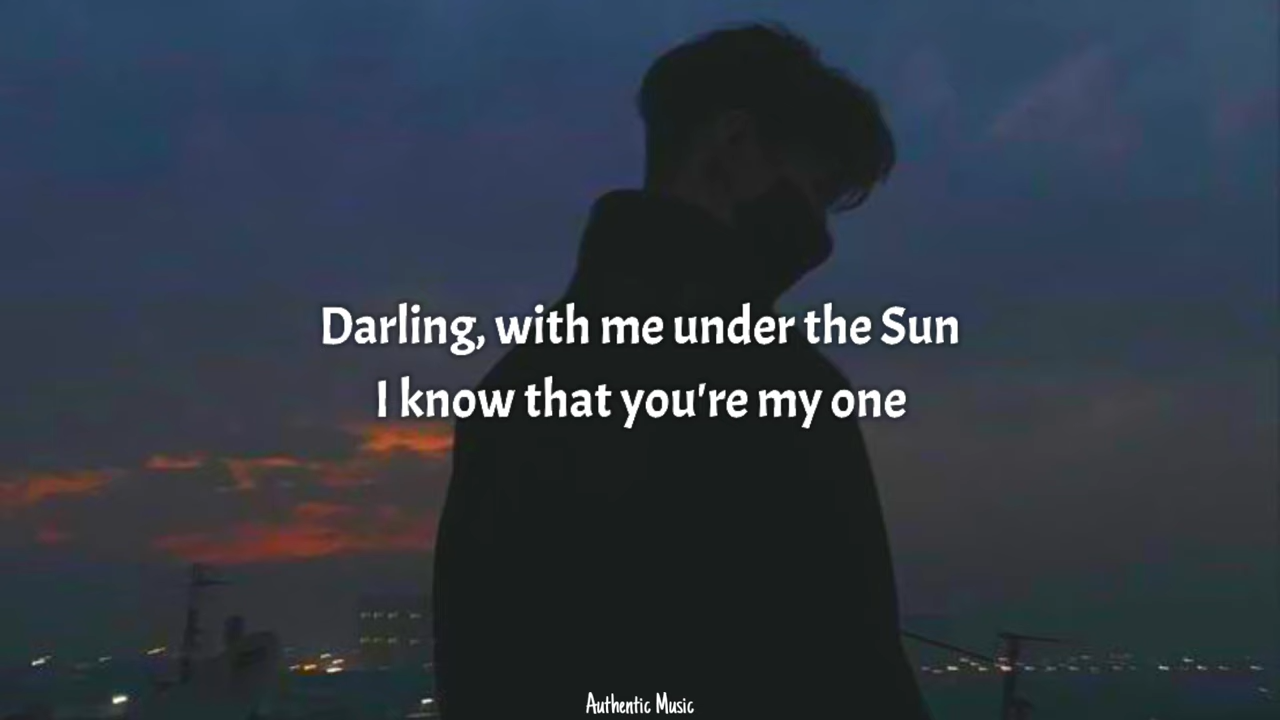 Darling, with me under the Sun
I know that you're my one
Authentic Music